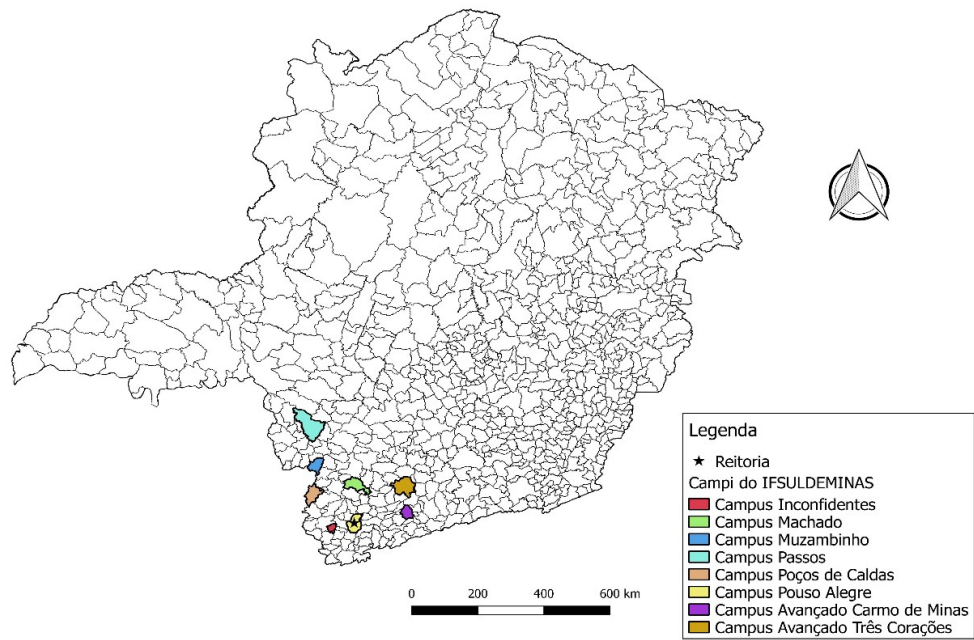 Legenda
Reitoria
Campi do IFSULDEMINAS
Campus Inconfidentes
Campus Machado
Campus Muzambinho
Campus Passos
Campus Poços de Caldas
Campus Pouso Alegre
Campus Avançado Carmo de Minas
Campus Avançado Três Corações
0 200 400 600 km